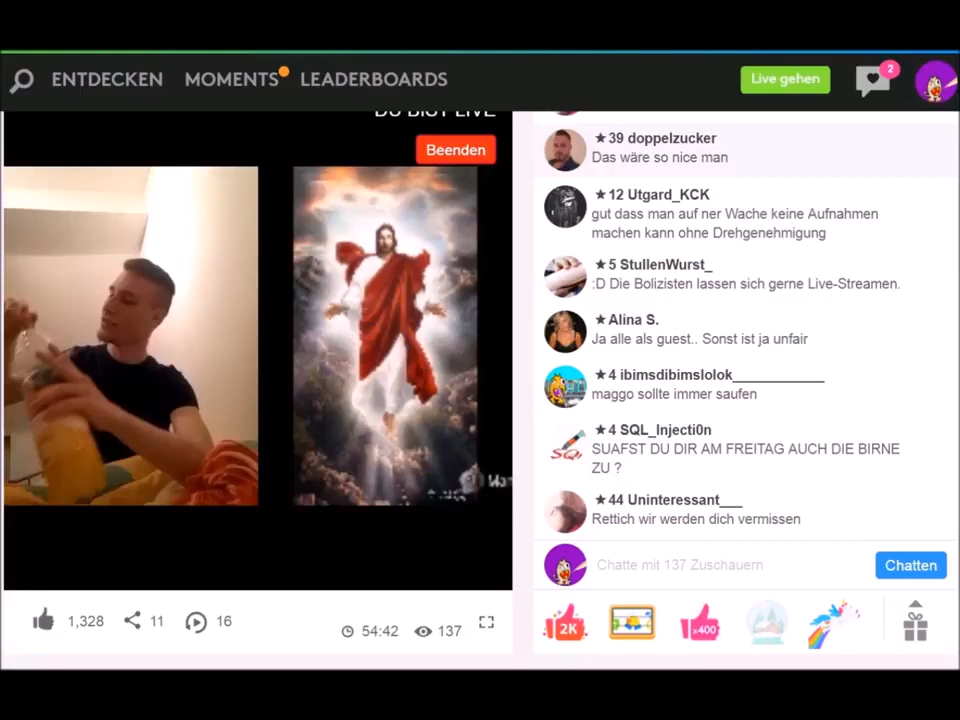 ENTDECKEN MOMENTS LEADERBOARDS Live gehen 2
DU BIST LIVE
Beenden
★39 doppelzucker
Das wäre so nice man
★12 Utgard_KCK
gut dass man auf ner Wache keine Aufnahmen
machen kann ohne Drehgenehmigung
★5 StullenWurst_
:D Die Bolizisten lassen sich gerne Live-Streamen.
★Alina S.
Ja alle als guest.. Sonst ist ja unfair
★4 ibimsdibimslolok____________
maggo sollte immer saufen
★4 SQL_Injecti0n
SUAFST DU DIR AM FREITAG AUCH DIE BIRNE
ZU ?
★44 Uninteressant___
Rettich wir werden dich vermissen
Chatte mit 137 Zuschauern Chatten
1,328 11 16 54:42 137
2K x400